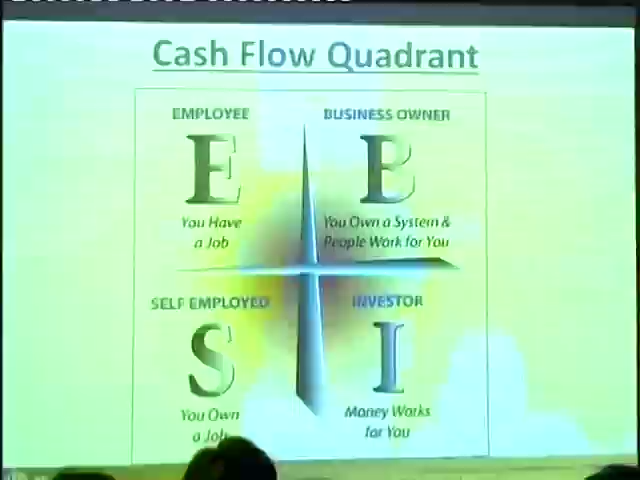 Cash Flow Quadrant
EMPLOYEE
E
You Have
a Job
BUSINESS OWNER
B
You Own a System &
People Work for You
SELF EMPLOYED
S
You Own
a Job
INVESTOR
I
Money Works
for You